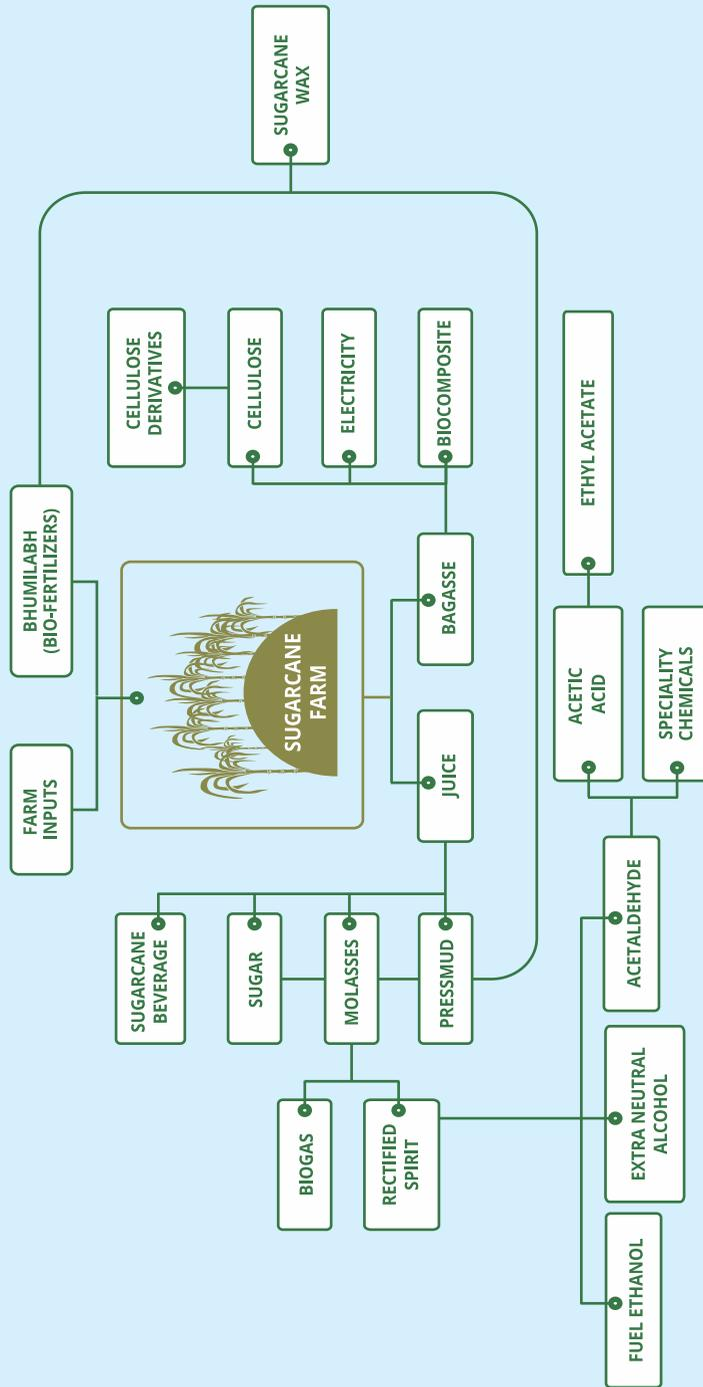 SUGARCANE
WAX
CELLULOSE
DERIVATIVES
CELLULOSE
ELECTRICITY
BIOCOMPOSITE
ETHYL ACETATE
BHUMILABH
(BIO-FERTILIZERS)
FARM
INPUTS
SUGARCANE
FARM
BAGASSE
JUICE
ACETIC
ACID
SPECIALITY
CHEMICALS
SUGARCANE
BEVERAGE
SUGAR
MOLASSES
PRESSMUD
ACETALDEHYDE
BIOGAS
RECTIFIED
SPIRIT
EXTRA NEUTRAL
ALCOHOL
FUEL ETHANOL